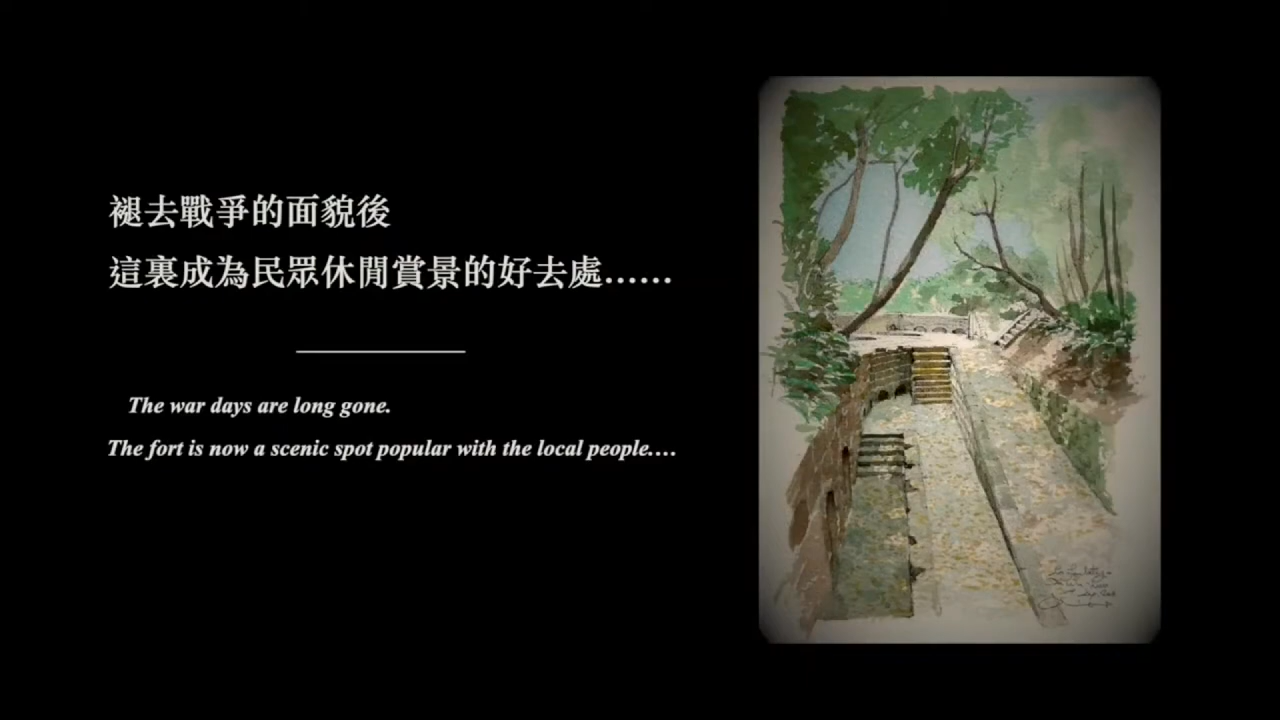 褪去戰爭的面貌後
這裏成為民眾休閒賞景的好去處……
The war days are long gone.
The fort is now a scenic spot popular with the local people….